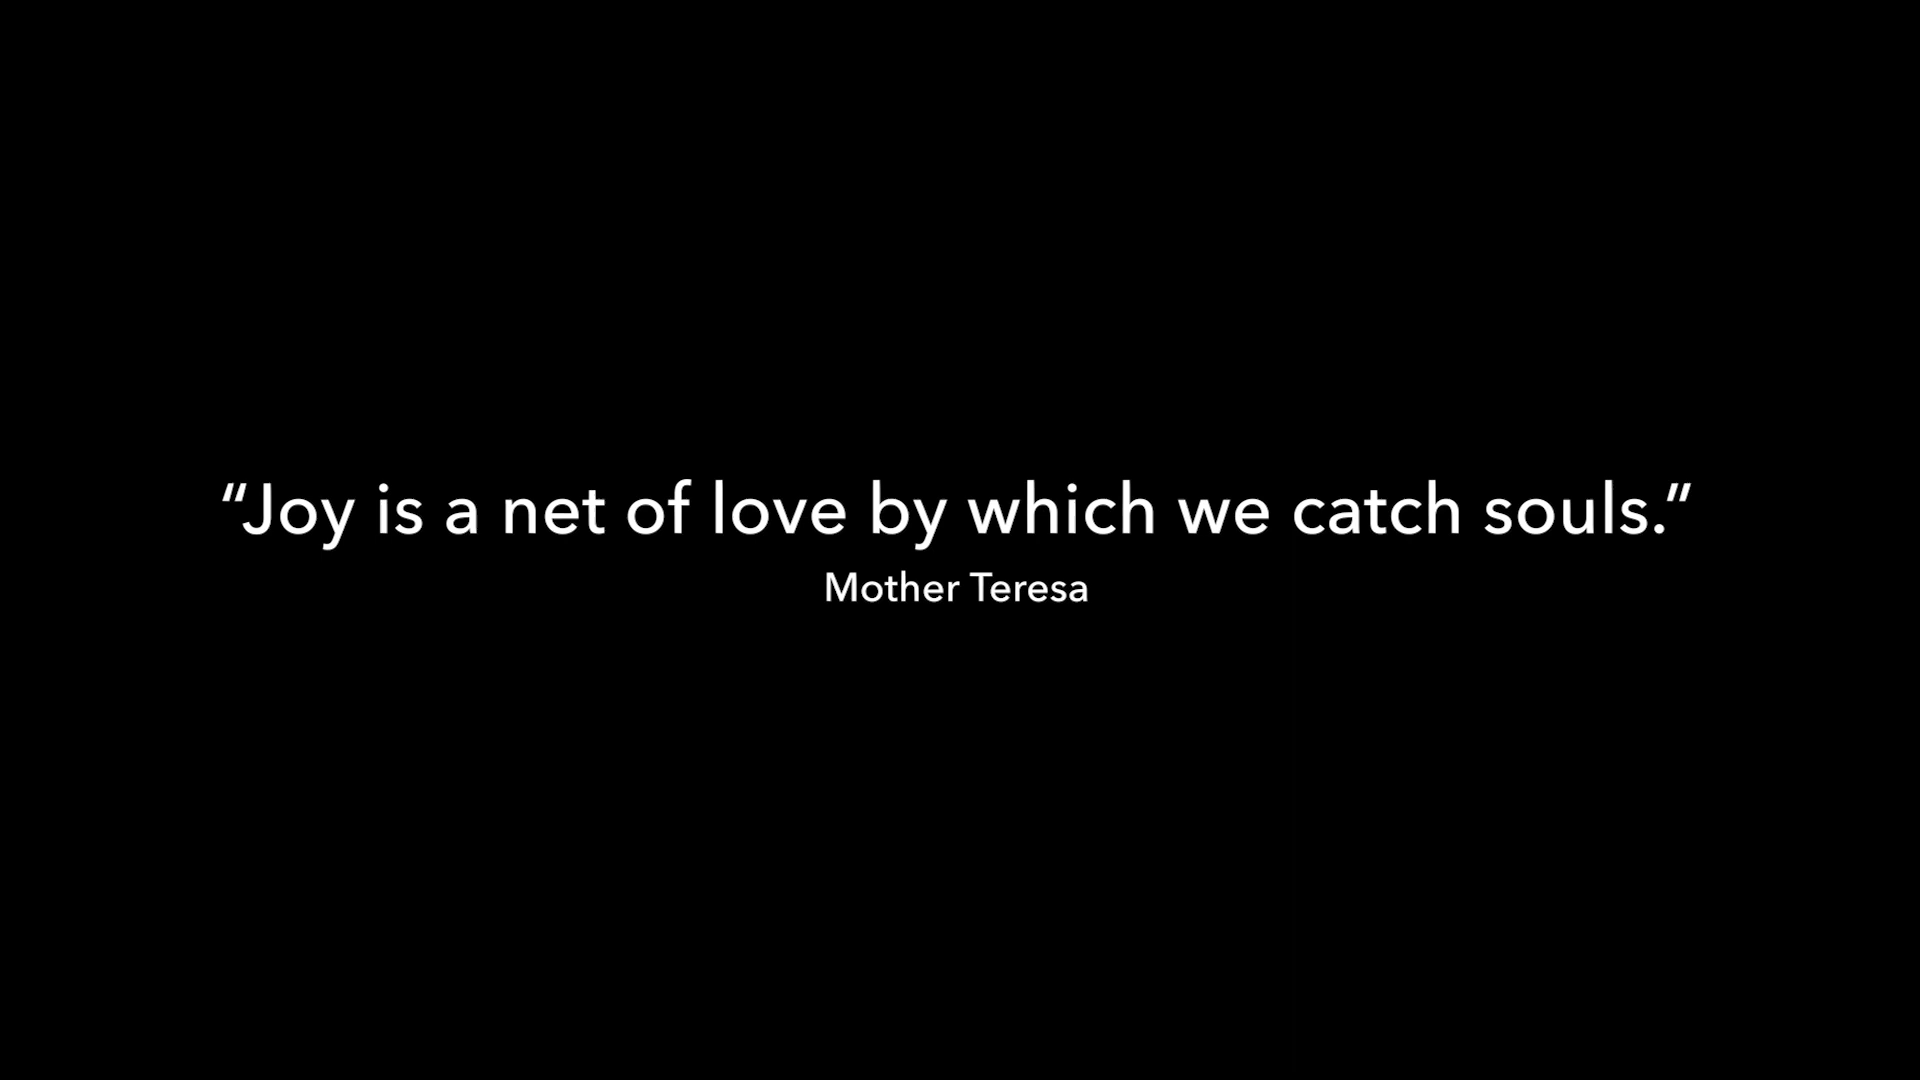 “Joy is a net of love by which we catch souls.”
Mother Teresa